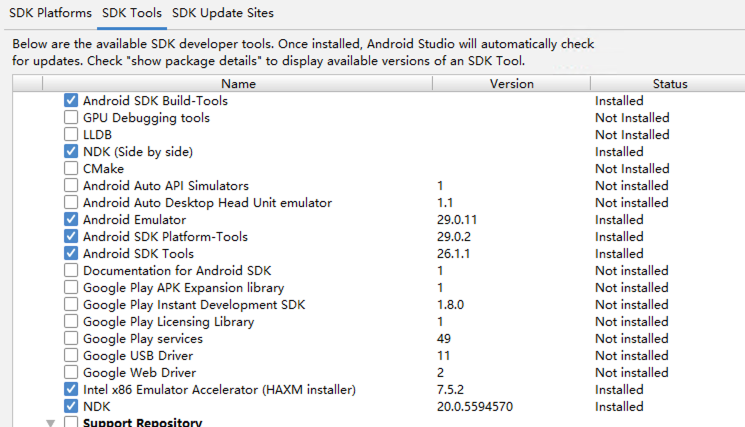 SDK Platforms SDK Tools SDK Update Sites
Below are the available SDK developer tools. Once installed, Android Studio will automatically check
for updates. Check "show package details" to display available versions of an SDK Tool.
Name Version Status
Android SDK Build-Tools Installed
GPU Debugging tools Not Installed
LLDB Not Installed
NDK (Side by side) Installed
CMake Not Installed
Android Auto API Simulators 1 Not installed
Android Auto Desktop Head Unit emulator 1.1 Not installed
Android Emulator 29.0.11 Installed
Android SDK Platform-Tools 29.0.2 Installed
Android SDK Tools 26.1.1 Installed
Documentation for Android SDK 1 Not installed
Google Play APK Expansion library 1 Not installed
Google Play Instant Development SDK 1.8.0 Not installed
Google Play Licensing Library 1 Not installed
Google Play services 49 Not installed
Google USB Driver 11 Not installed
Google Web Driver 2 Not installed
Intel x86 Emulator Accelerator (HAXM installer) 7.5.2 Installed
NDK 20.0.5594570 Installed
Support Repository